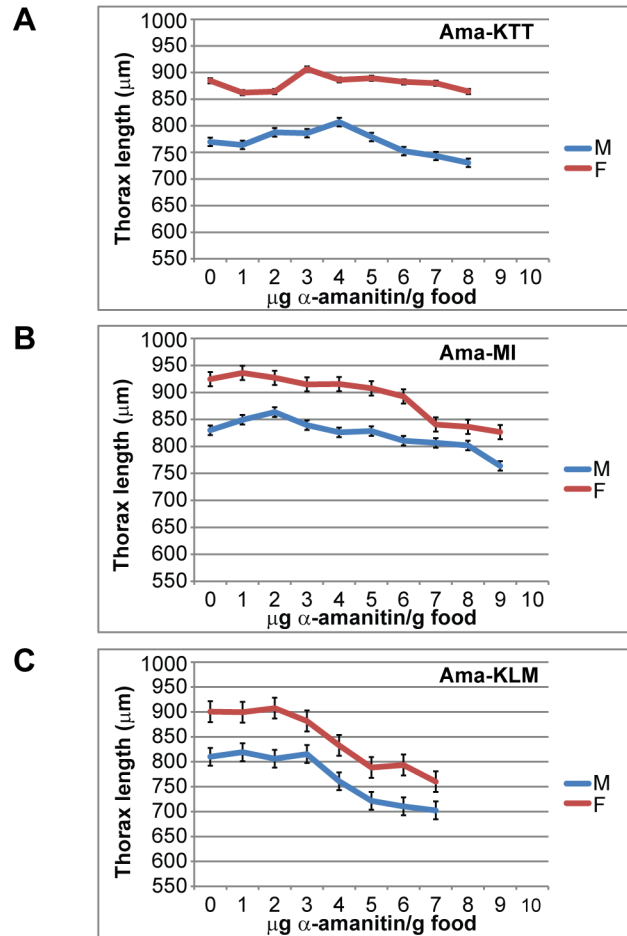 A
Ama-KTT
1000
950
900
850
800
750
700
650
600
550
Thorax length (μm)
0 1 2 3 4 5 6 7 8 9 10
μg α-amanitin/g food
M
F
B
Ama-MI
1000
950
900
850
800
750
700
650
600
550
Thorax length (μm)
0 1 2 3 4 5 6 7 8 9 10
μg α-amanitin/g food
M
F
C
Ama-KLM
1000
950
900
850
800
750
700
650
600
550
Thorax length (μm)
0 1 2 3 4 5 6 7 8 9 10
μg α-amanitin/g food
M
F